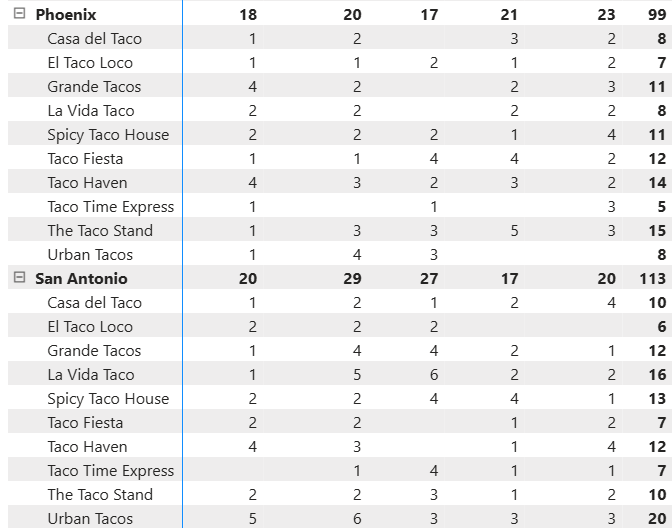 Phoenix 18 20 17 21 23 99
Casa del Taco 1 2 3 2 8
El Taco Loco 1 1 2 1 2 7
Grande Tacos 4 2 2 3 11
La Vida Taco 2 2 2 2 8
Spicy Taco House 2 2 2 1 4 11
Taco Fiesta 1 1 4 4 2 12
Taco Haven 4 3 2 3 2 14
Taco Time Express 1 1 3 5
The Taco Stand 1 3 3 5 3 15
Urban Tacos 1 4 3 8
San Antonio 20 29 27 17 20 113
Casa del Taco 1 2 1 2 4 10
El Taco Loco 2 2 2 6
Grande Tacos 1 4 4 2 1 12
La Vida Taco 1 5 6 2 2 16
Spicy Taco House 2 2 4 4 1 13
Taco Fiesta 2 2 1 2 7
Taco Haven 4 3 1 4 12
Taco Time Express 1 4 1 1 7
The Taco Stand 2 2 3 1 2 10
Urban Tacos 5 6 3 3 3 20